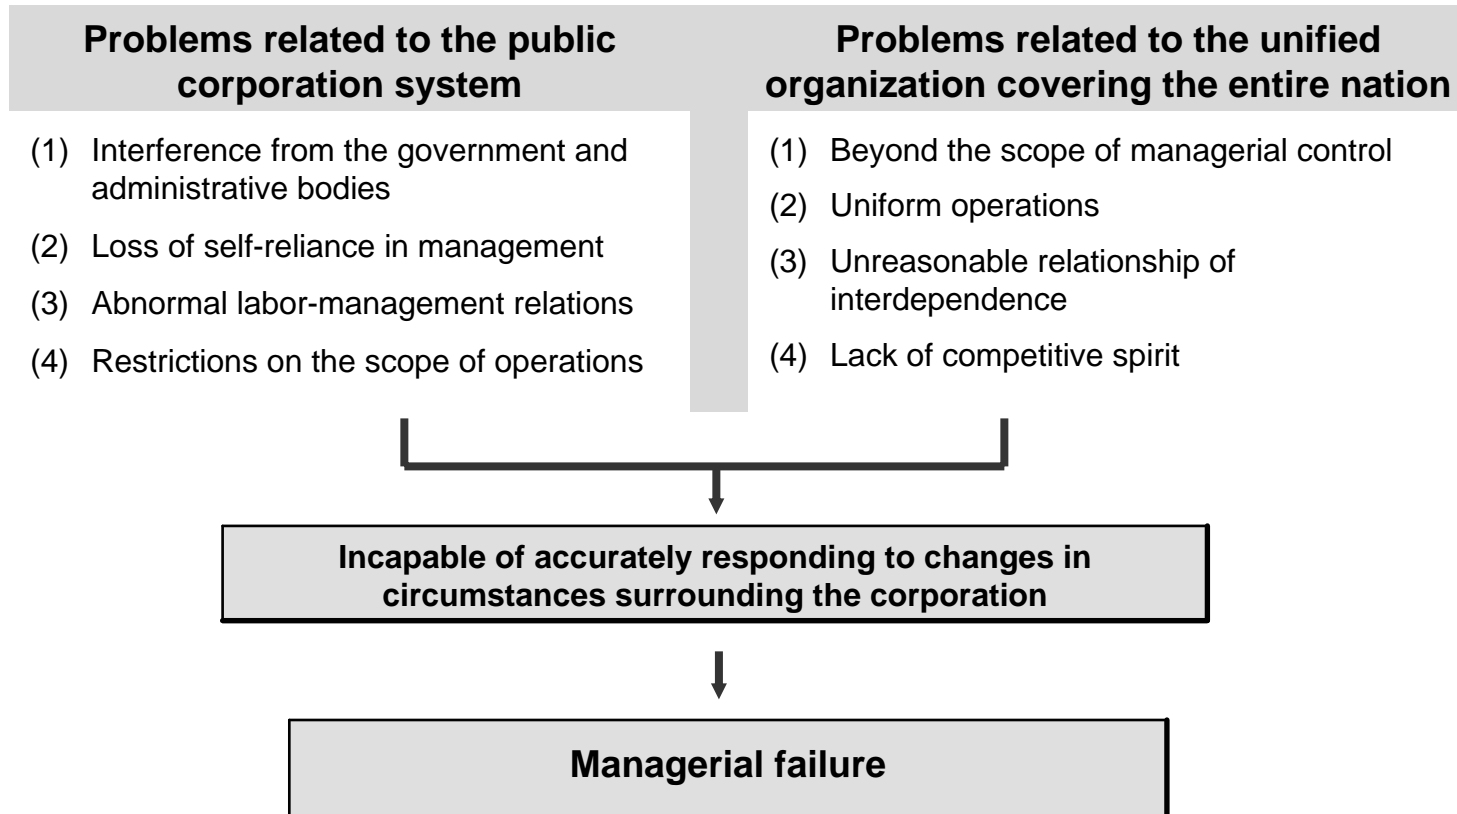 Problems related to the public
corporation system
(1) Interference from the government and
administrative bodies
(2) Loss of self-reliance in management
(3) Abnormal labor-management relations
(4) Restrictions on the scope of operations
Problems related to the unified
organization covering the entire nation
(1) Beyond the scope of managerial control
(2) Uniform operations
(3) Unreasonable relationship of
interdependence
(4) Lack of competitive spirit
Incapable of accurately responding to changes in
circumstances surrounding the corporation
Managerial failure